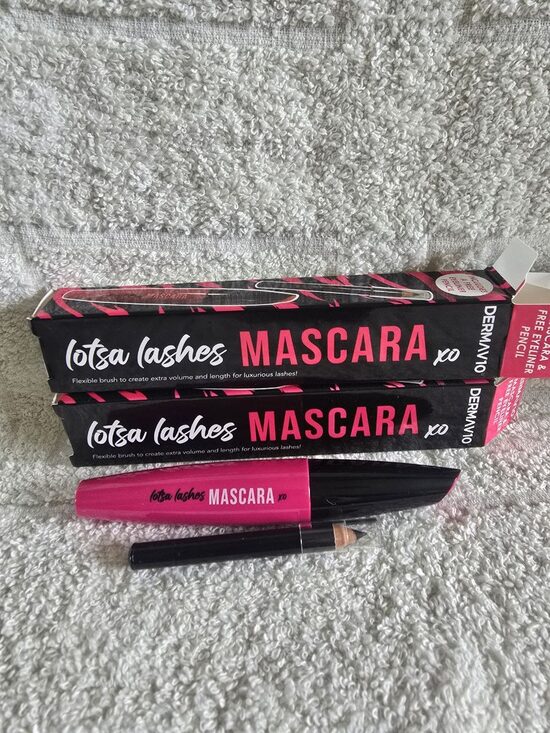 MASCARA
lotsa lashes MASCARA xo
Flexible brush to create extra volume and length for luxurious lashes!
DERMAV10
FREE EYELINER
PENCIL
lotsa lashes MASCARA xo
Flexible brush to create extra volume and length for luxurious lashes!
DERMAV10
lotsa lashes MASCARA xo